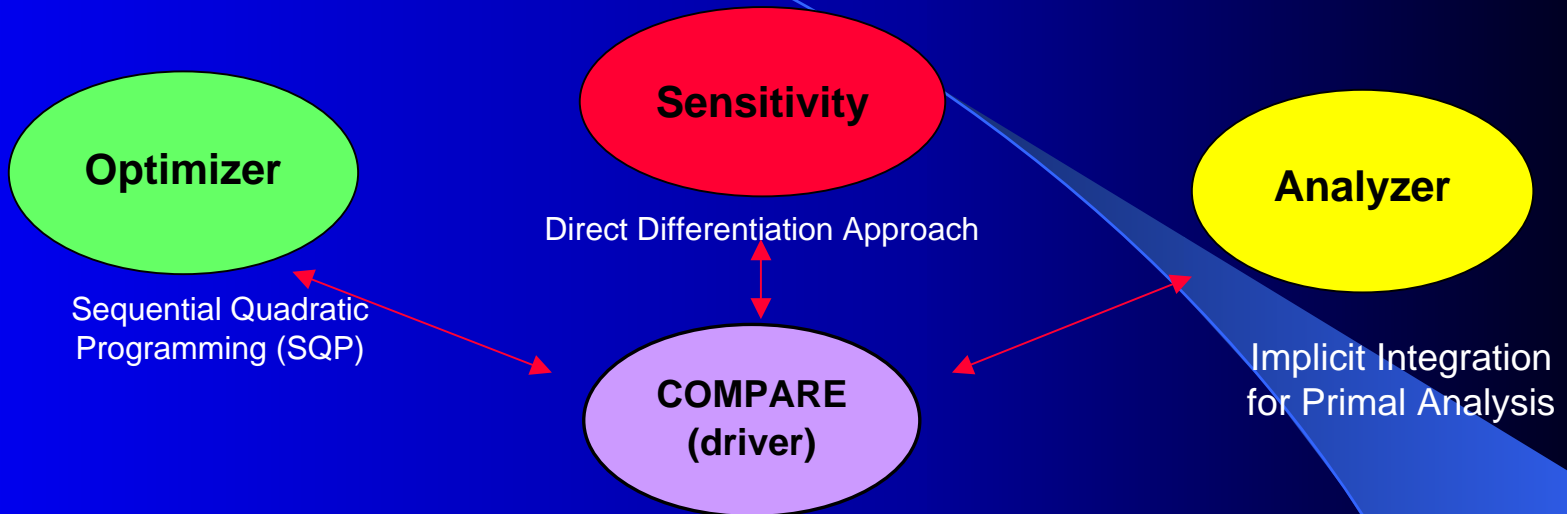 Optimizer
Sequential Quadratic
Programming (SQP)
Sensitivity
Direct Differentiation Approach
COMPARE
(driver)
Analyzer
Implicit Integration
for Primal Analysis